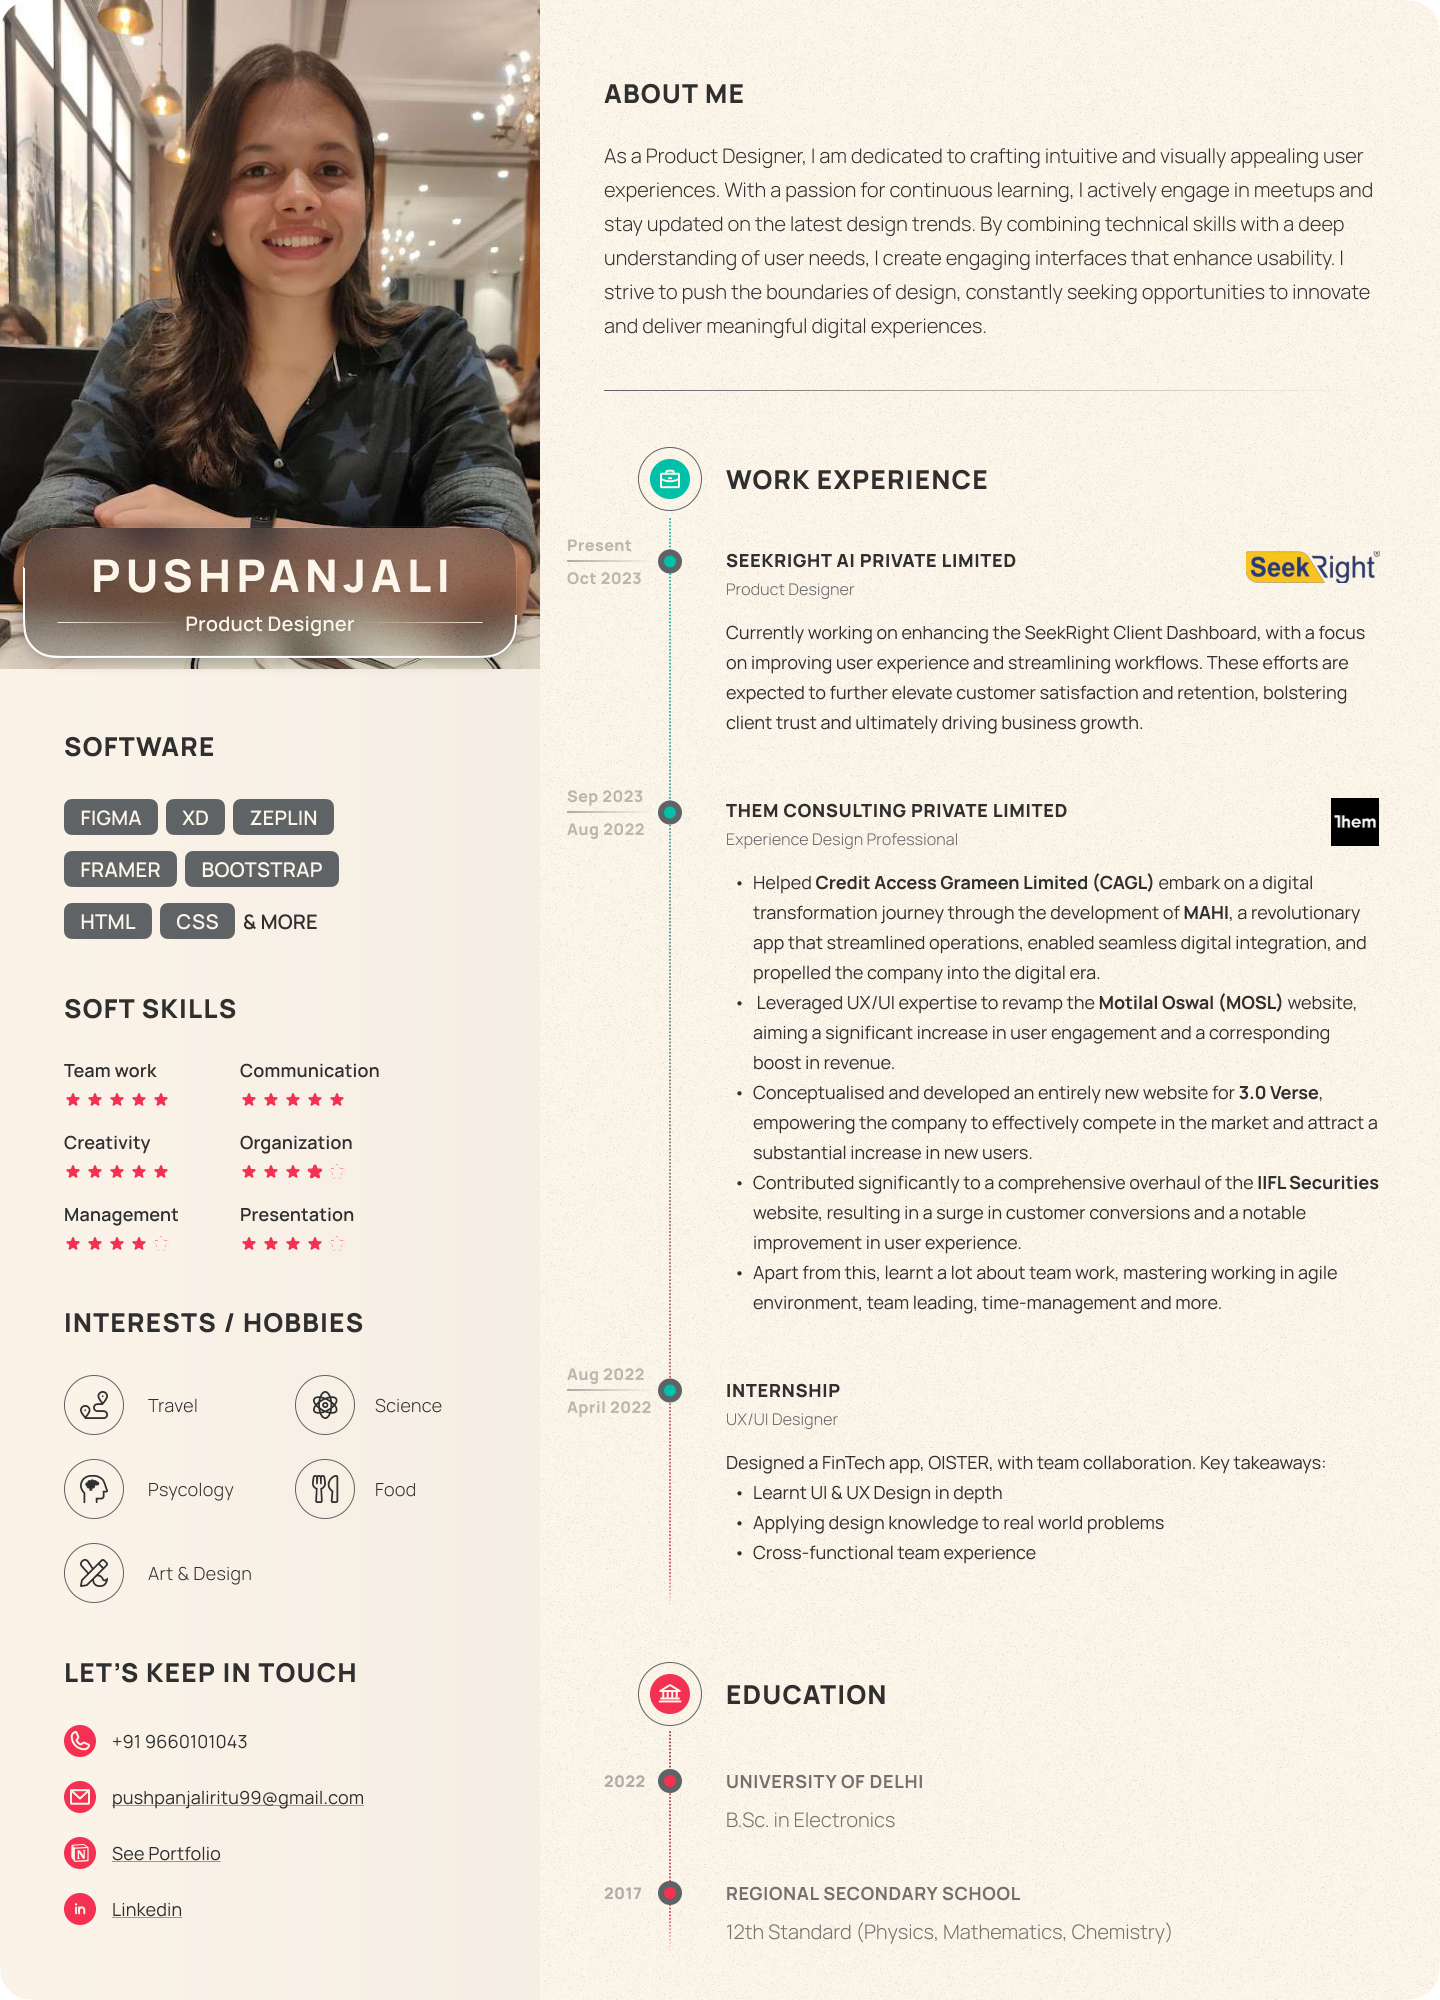 PUSHPANJALI
Product Designer
SOFTWARE
FIGMA XD ZEPLIN
FRAMER BOOTSTRAP
HTML CSS & MORE
SOFT SKILLS
Team work Communication
Creativity Organization
Management Presentation
INTERESTS / HOBBIES
Travel Science
Psycology Food
Art & Design
LET’S KEEP IN TOUCH
+91 9660101043
pushpanjaliritu99@gmail.com
N See Portfolio
in Linkedin
ABOUT ME
As a Product Designer, I am dedicated to crafting intuitive and visually appealing user
experiences. With a passion for continuous learning, I actively engage in meetups and
stay updated on the latest design trends. By combining technical skills with a deep
understanding of user needs, I create engaging interfaces that enhance usability. I
strive to push the boundaries of design, constantly seeking opportunities to innovate
and deliver meaningful digital experiences.
WORK EXPERIENCE
Present
Oct 2023
SEEKRIGHT AI PRIVATE LIMITED
Product Designer
SeekRight®
Currently working on enhancing the SeekRight Client Dashboard, with a focus
on improving user experience and streamlining workflows. These efforts are
expected to further elevate customer satisfaction and retention, bolstering
client trust and ultimately driving business growth.
Sep 2023
Aug 2022
THEM CONSULTING PRIVATE LIMITED
Experience Design Professional
Them
• Helped Credit Access Grameen Limited (CAGL) embark on a digital
transformation journey through the development of MAHI, a revolutionary
app that streamlined operations, enabled seamless digital integration, and
propelled the company into the digital era.
• Leveraged UX/UI expertise to revamp the Motilal Oswal (MOSL) website,
aiming a significant increase in user engagement and a corresponding
boost in revenue.
• Conceptualised and developed an entirely new website for 3.0 Verse,
empowering the company to effectively compete in the market and attract a
substantial increase in new users.
• Contributed significantly to a comprehensive overhaul of the IIFL Securities
website, resulting in a surge in customer conversions and a notable
improvement in user experience.
• Apart from this, learnt a lot about team work, mastering working in agile
environment, team leading, time-management and more.
Aug 2022
April 2022
INTERNSHIP
UX/UI Designer
Designed a FinTech app, OISTER, with team collaboration. Key takeaways:
• Learnt UI & UX Design in depth
• Applying design knowledge to real world problems
• Cross-functional team experience
EDUCATION
2022 UNIVERSITY OF DELHI
B.Sc. in Electronics
2017 REGIONAL SECONDARY SCHOOL
12th Standard (Physics, Mathematics, Chemistry)